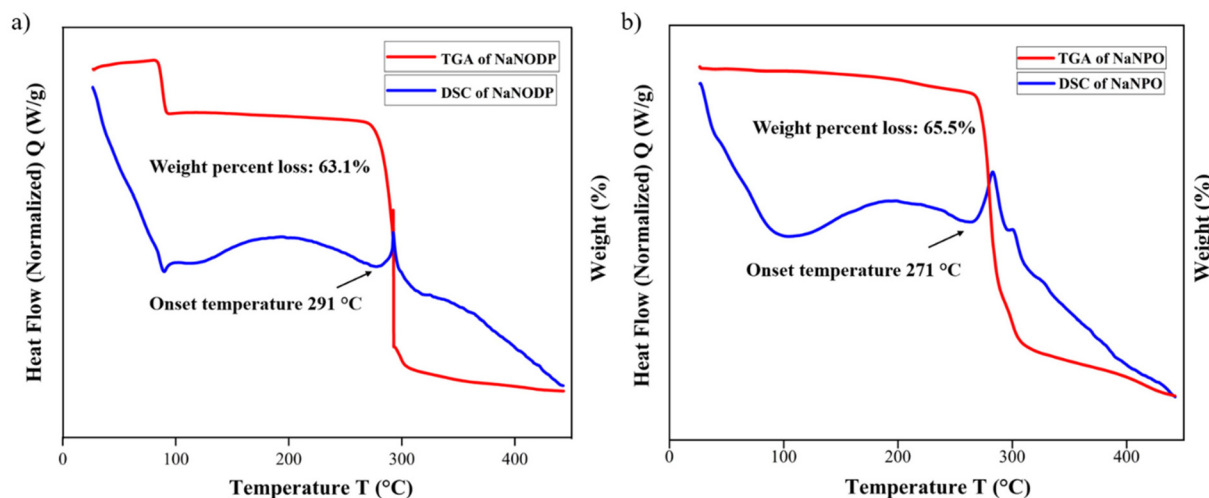 a)
TGA of NaNODP
DSC of NaNODP
Weight percent loss: 63.1%
Onset temperature 291 °C
Heat Flow (Normalized) Q (W/g)
Weight (%)
0 100 200 300 400
Temperature T (°C)
b)
TGA of NaNPO
DSC of NaNPO
Weight percent loss: 65.5%
Onset temperature 271 °C
Heat Flow (Normalized) Q (W/g)
Weight (%)
0 100 200 300 400
Temperature T (°C)